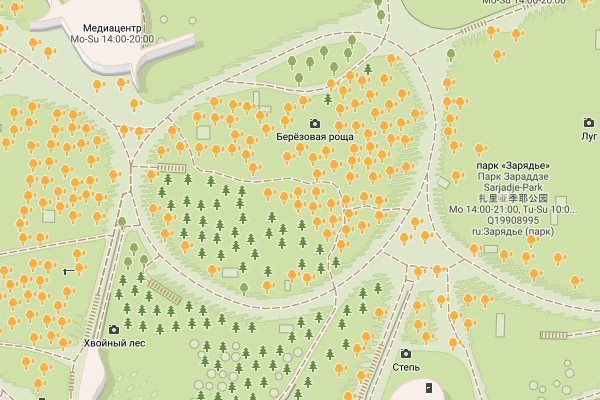 Mo-Su 14:00-20:00
Медиацентр
Mo-Su 14:00-20:00
Берёзовая роща
Луг
парк «Зарядье»
Парк Зараддзе
Sarjadje-Park
扎里亚季耶公园
Mo 14:00-21:00, Tu-Su 10:0...
Q19908995
ru:Зарядье (парк)
Хвойный лес
Степь